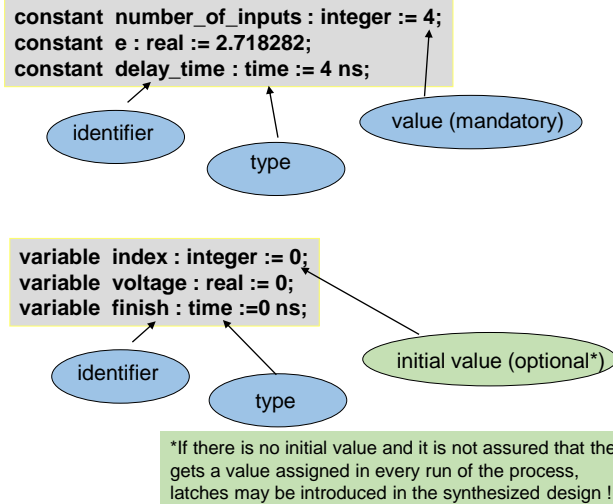 constant number_of_inputs : integer := 4;
constant e : real := 2.718282;
constant delay_time : time := 4 ns;
identifier
type
value (mandatory)
variable index : integer := 0;
variable voltage : real := 0;
variable finish : time :=0 ns;
identifier
type
initial value (optional*)
*If there is no initial value and it is not assured that the
gets a value assigned in every run of the process,
latches may be introduced in the synthesized design !